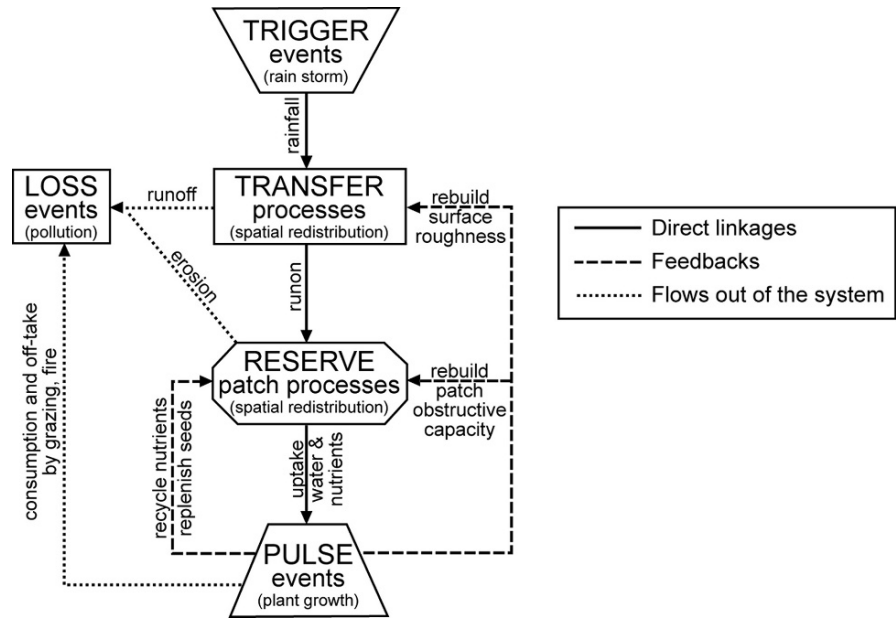 TRIGGER
events
(rain storm)
rainfall
LOSS
events
(pollution)
runoff
TRANSFER
processes
(spatial redistribution)
rebuild
surface
roughness
Direct linkages
Feedbacks
Flows out of the system
erosion
runon
consumption and off-take
by grazing, fire
RESERVE
patch processes
(spatial redistribution)
rebuild
patch
obstructive
capacity
recycle nutrients
replenish seeds
uptake
water &
nutrients
PULSE
events
(plant growth)